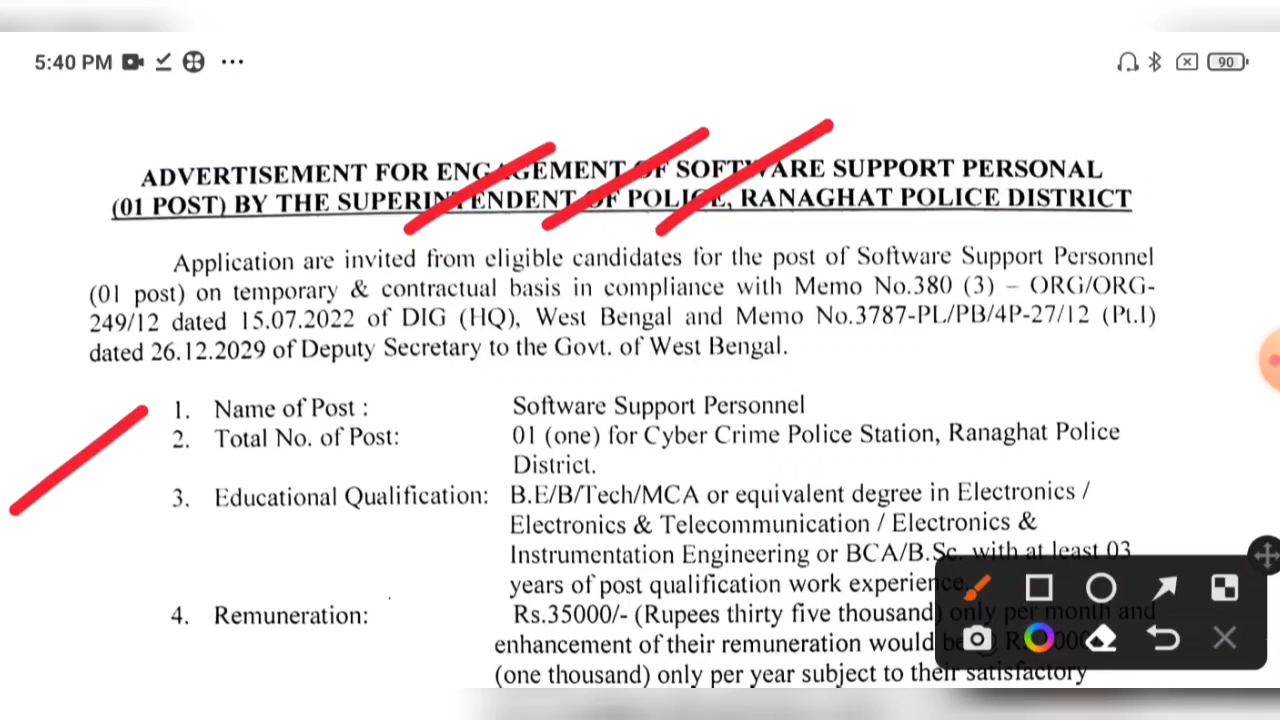 5:40 PM
90
ADVERTISEMENT FOR ENGAGEMENT OF SOFTWARE SUPPORT PERSONAL
(01 POST) BY THE SUPERINTENDENT OF POLICE, RANAGHAT POLICE DISTRICT
Application are invited from eligible candidates for the post of Software Support Personnel
(01 post) on temporary & contractual basis in compliance with Memo No.380 (3) – ORG/ORG-
249/12 dated 15.07.2022 of DIG (HQ), West Bengal and Memo No.3787-PL/PB/4P-27/12 (Pt.I)
dated 26.12.2029 of Deputy Secretary to the Govt. of West Bengal.
1. Name of Post : Software Support Personnel
2. Total No. of Post: 01 (one) for Cyber Crime Police Station, Ranaghat Police
District.
3. Educational Qualification: B.E/B/Tech/MCA or equivalent degree in Electronics /
Electronics & Telecommunication / Electronics &
Instrumentation Engineering or BCA/B.Sc. with at least 03
years of post qualification work experience.
4. Remuneration: Rs.35000/- (Rupees thirty five thousand) only per month and
enhancement of their remuneration would be @
(one thousand) only per year subject to their satisfactory